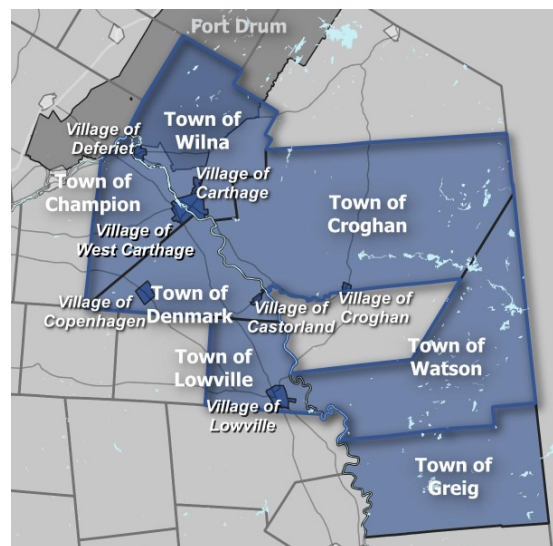 Fort Drum
Town of
Wilna
Village of
Deferiet
Village of
Carthage
Town of
Champion
Town of
Croghan
Village of
West Carthage
Village of
Copenhagen
Town of
Denmark
Village of
Castorland
Village of
Croghan
Town of
Lowville
Town of
Watson
Village of
Lowville
Town of
Greig